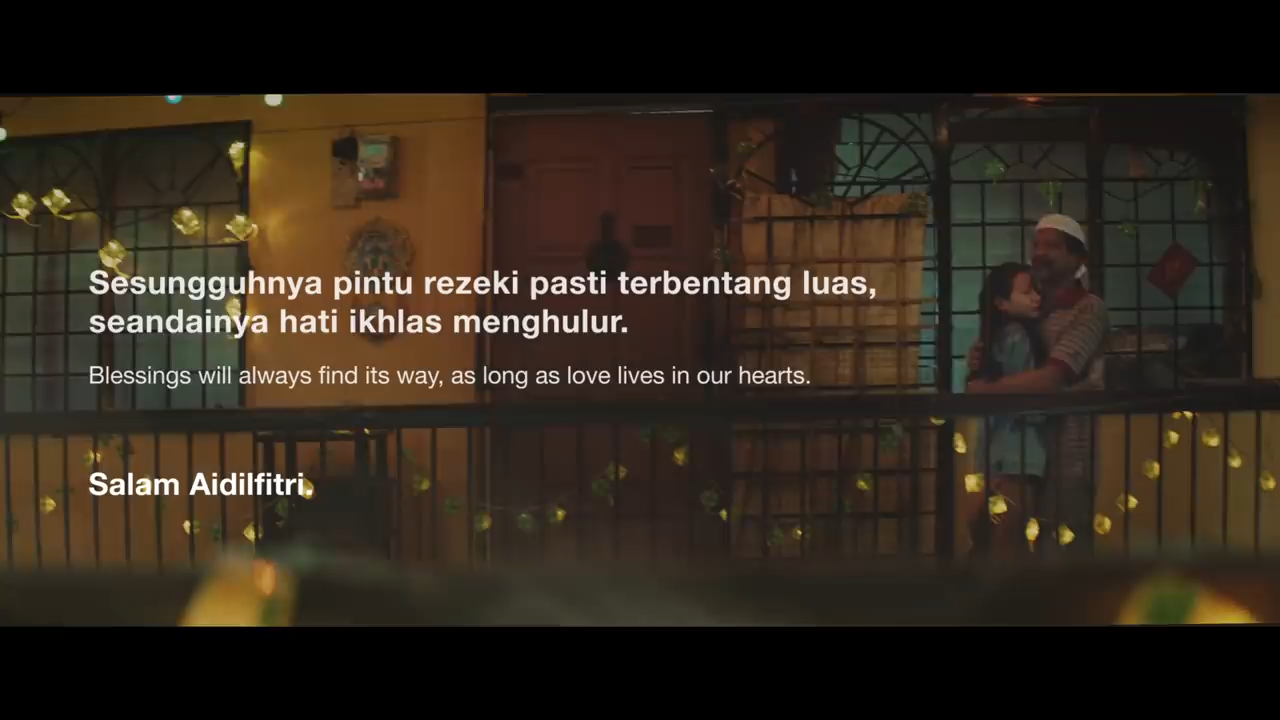 Sesungguhnya pintu rezeki pasti terbentang luas,
seandainya hati ikhlas menghulur.
Blessings will always find its way, as long as love lives in our hearts.
Salam Aidilfitri.